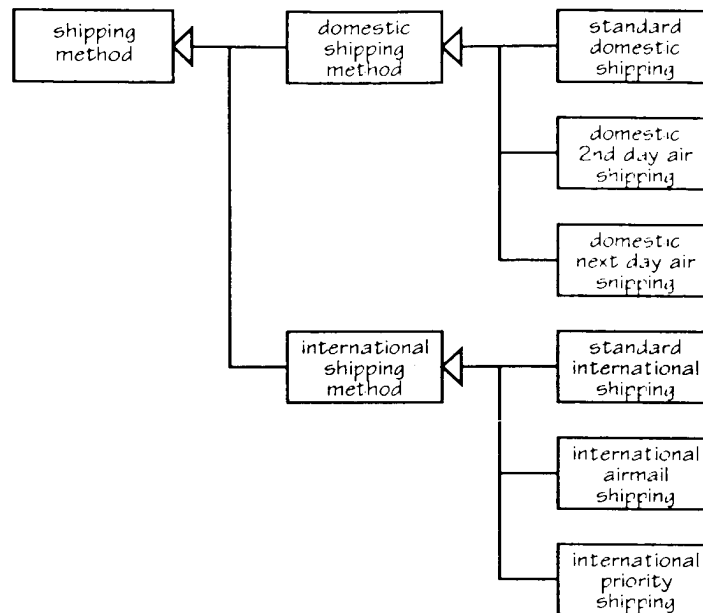 shipping
method
domestic
shipping
method
standard
domestic
shipping
domestic
2nd day air
shipping
domestic
next day air
shipping
international
shipping
method
standard
international
shipping
international
airmail
shipping
international
priority
shipping